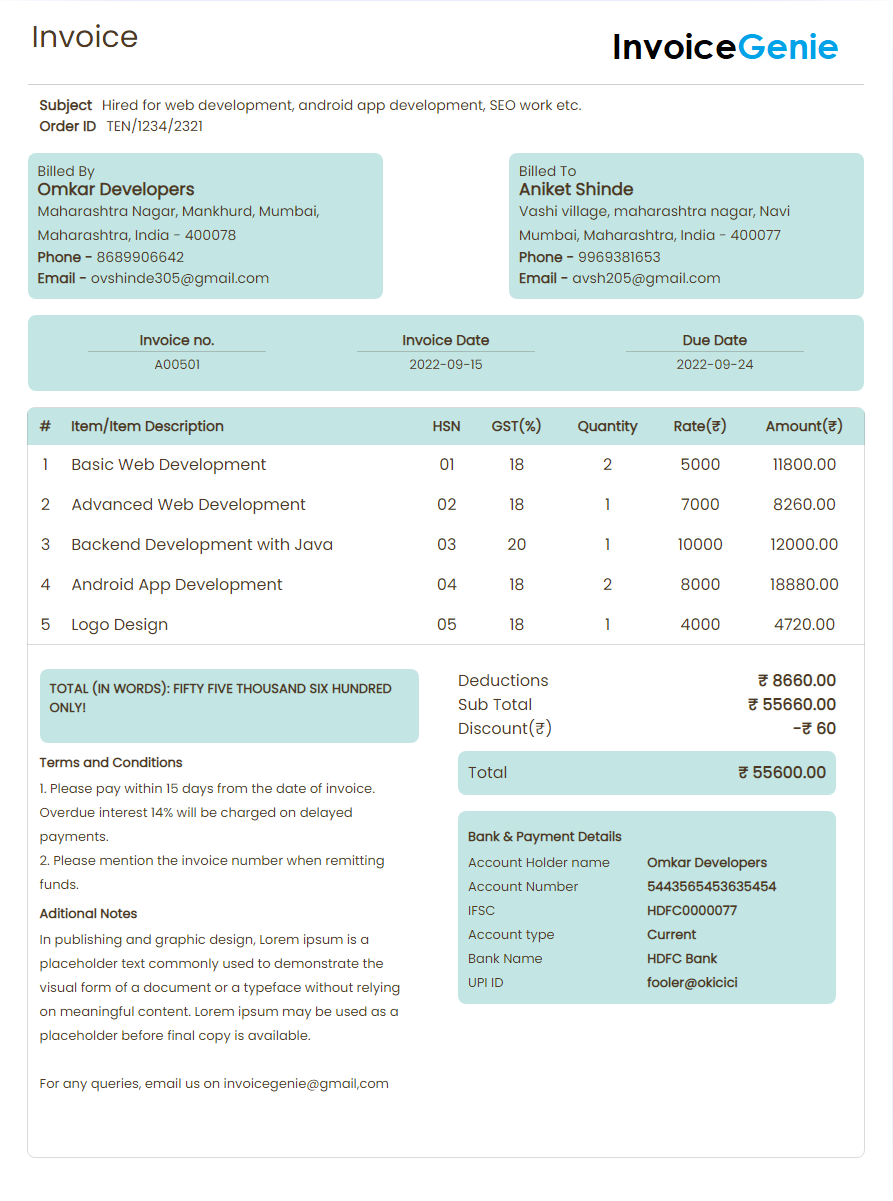 Invoice
InvoiceGenie
Subject Hired for web development, android app development, SEO work etc.
Order ID TEN/1234/2321
Billed By
Omkar Developers
Maharashtra Nagar, Mankhurd, Mumbai,
Maharashtra, India - 400078
Phone - 8689906642
Email - ovshinde305@gmail.com
Billed To
Aniket Shinde
Vashi village, maharashtra nagar, Navi
Mumbai, Maharashtra, India - 400077
Phone - 9969381653
Email - avsh205@gmail.com
Invoice no. Invoice Date Due Date
A00501 2022-09-15 2022-09-24
# Item/Item Description HSN GST(%) Quantity Rate(₹) Amount(₹)
1 Basic Web Development 01 18 2 5000 11800.00
2 Advanced Web Development 02 18 1 7000 8260.00
3 Backend Development with Java 03 20 1 10000 12000.00
4 Android App Development 04 18 2 8000 18880.00
5 Logo Design 05 18 1 4000 4720.00
TOTAL (IN WORDS): FIFTY FIVE THOUSAND SIX HUNDRED
ONLY!
Terms and Conditions
1. Please pay within 15 days from the date of invoice.
Overdue interest 14% will be charged on delayed
payments.
2. Please mention the invoice number when remitting
funds.
Aditional Notes
In publishing and graphic design, Lorem ipsum is a
placeholder text commonly used to demonstrate the
visual form of a document or a typeface without relying
on meaningful content. Lorem ipsum may be used as a
placeholder before final copy is available.
For any queries, email us on invoicegenie@gmail,com
Deductions ₹ 8660.00
Sub Total ₹ 55660.00
Discount(₹) -₹ 60
Total ₹ 55600.00
Bank & Payment Details
Account Holder name Omkar Developers
Account Number 5443565453635454
IFSC HDFC0000077
Account type Current
Bank Name HDFC Bank
UPI ID fooler@okicici